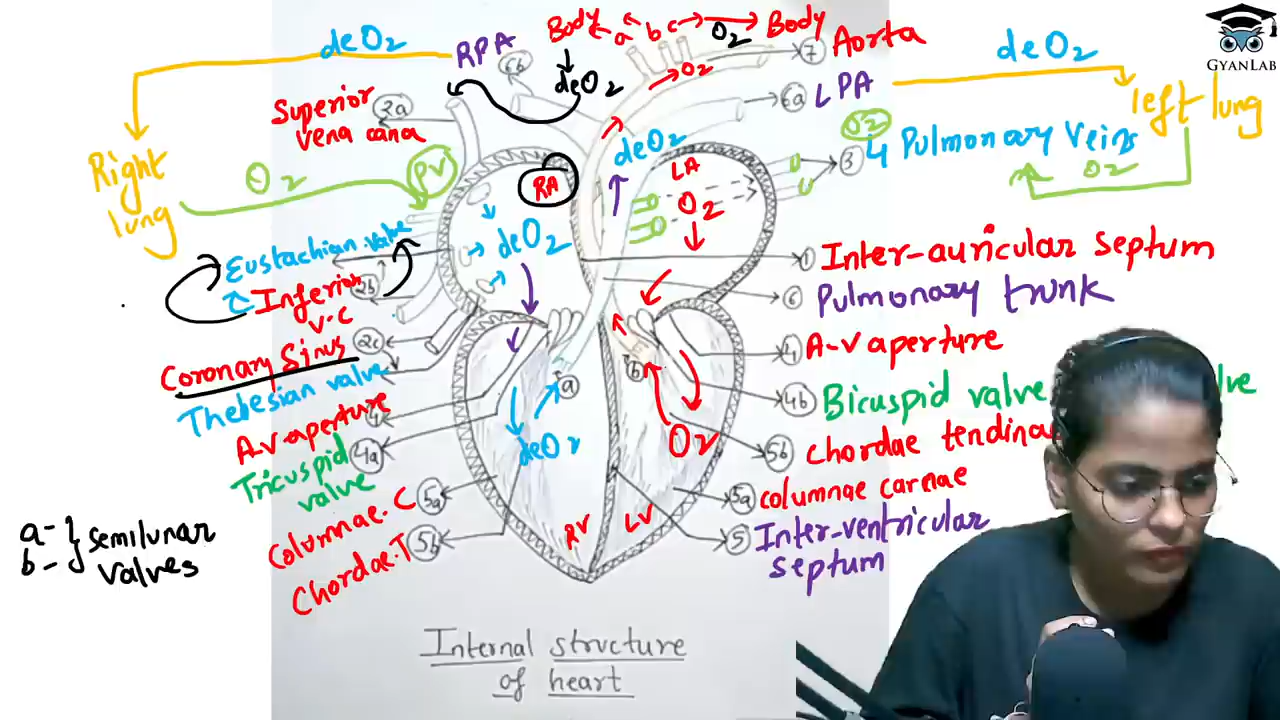 deO₂
RPA
6b
Body ← a b c → O₂ → Body
deO₂
O₂
7 Aorta
deO₂
GYANLAB
Superior
vena cava
2a
6a LPA
left lung
Right
lung
O₂
PV
RA
deO₂
LA
O₂
O₂
3
4 Pulmonary Veins
O₂
Eustachian valve
deO₂
1 Inter-auricular septum
2b
Inferior
V.C
6 Pulmonary trunk
Coronary Sinus
2c
4 A-V aperture
Thebesian valve
a
b
4b Bicuspid valve
A.V aperture
4
Tricuspid
valve
4a
deO₂
O₂
5b chordae tendinae
columnae.C
5a
5a columnae carnae
a - } semilunar
b - } valves
Chordae.T
5b
RV
LV
5 Inter-ventricular
septum
Internal structure
of heart